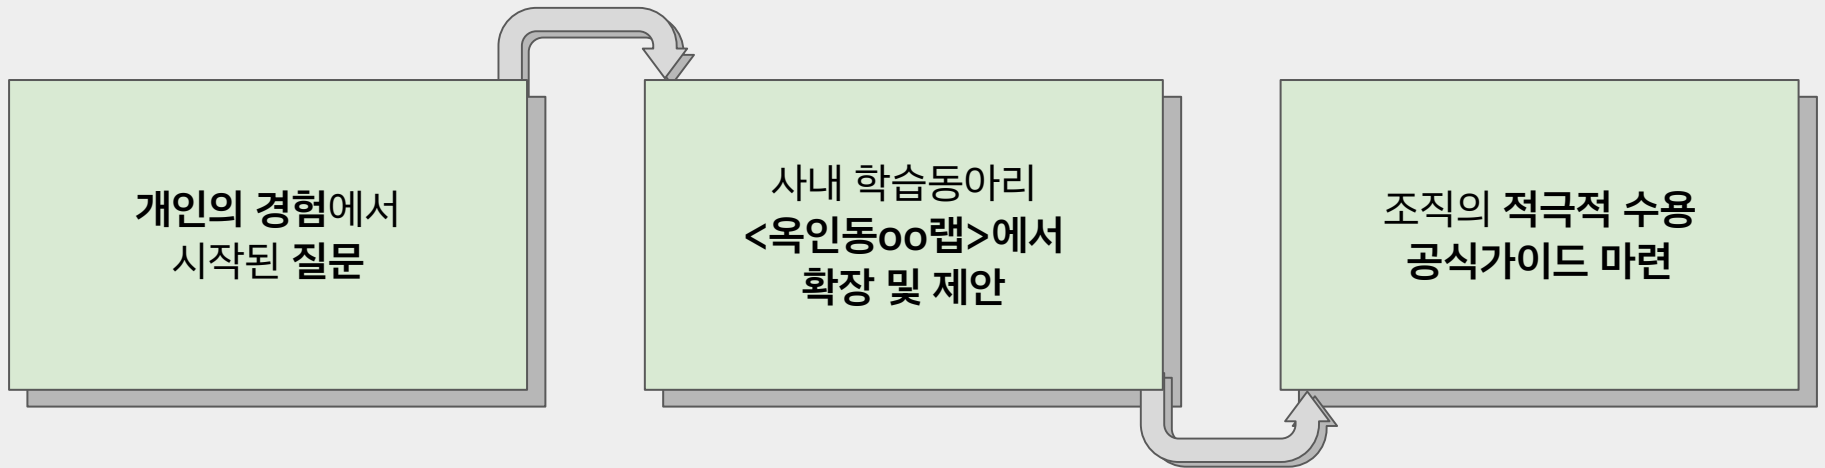 개인의 경험에서
시작된 질문
사내 학습동아리
<옥인동oo랩>에서
확장 및 제안
조직의 적극적 수용
공식가이드 마련